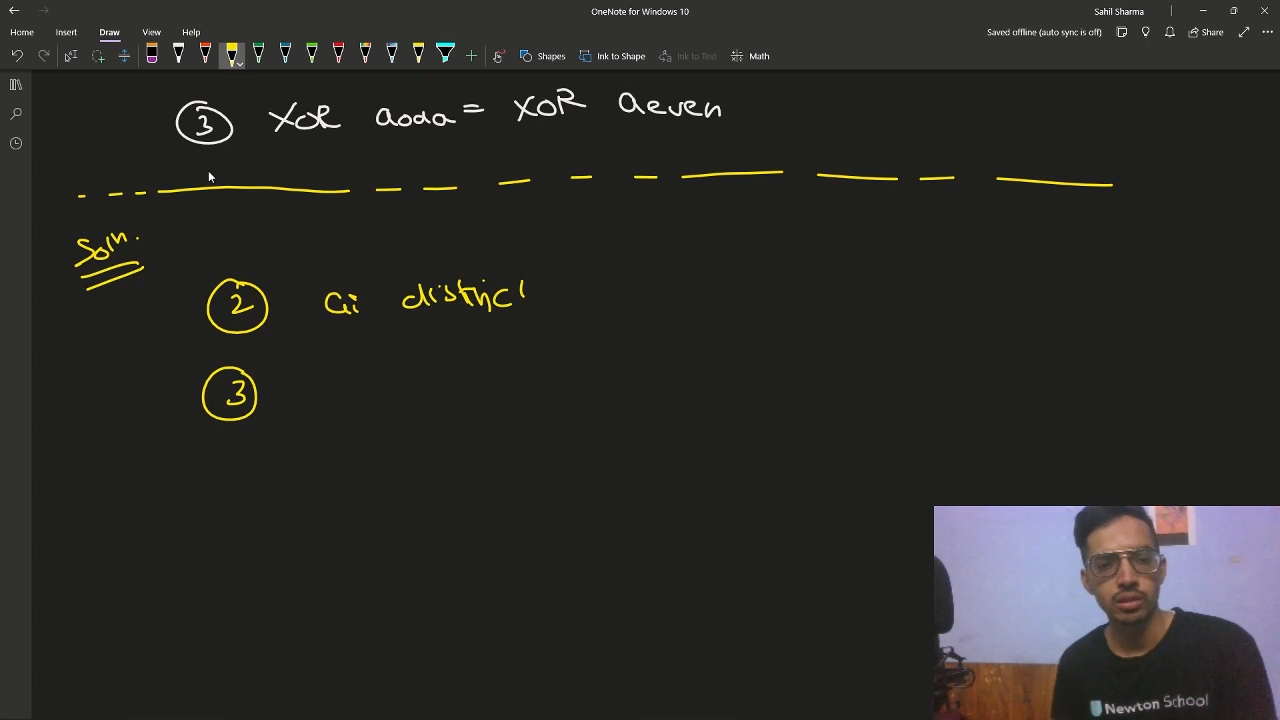 OneNote for Windows 10
Sahil Sharma
Home Insert Draw View Help
Saved offline (auto sync is off)
Share
Shapes
Ink to Shape
Ink to Text
Math
3 XOR aodd = XOR aeven
Soln.
2 ai distinct
3
Newton School